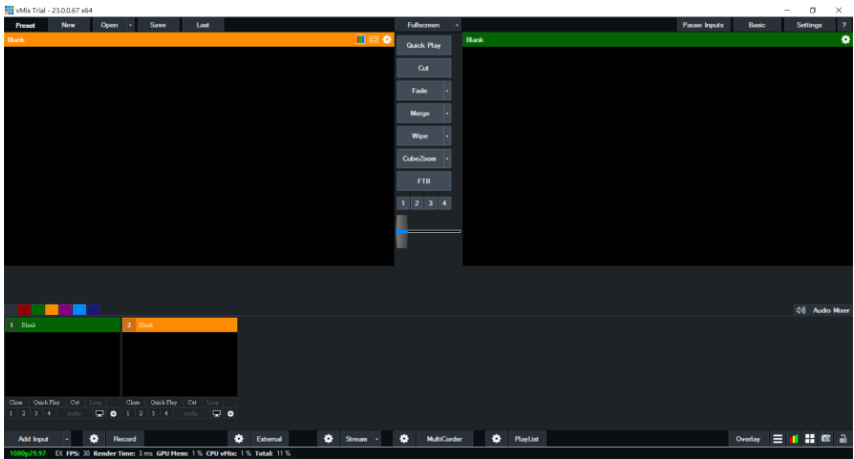 vMix Trial - 23.0.0.67 x64
Preset New Open Save Last Fullscreen Pause Inputs Basic Settings ?
Blank Quick Play Blank
Cut
Fade
Merge
Wipe
CubeZoom
FTB
1 2 3 4
Audio Mixer
1 Blank 2 Blank
Close Quick Play Cut Loop Close Quick Play Cut Loop
1 2 3 4 Audio 1 2 3 4 Audio
Add Input Record External Stream MultiCorder PlayList Overlay
1080p29.97 EX FPS: 30 Render Time: 3 ms GPU Mem: 1 % CPU vMix: 1 % Total: 11 %